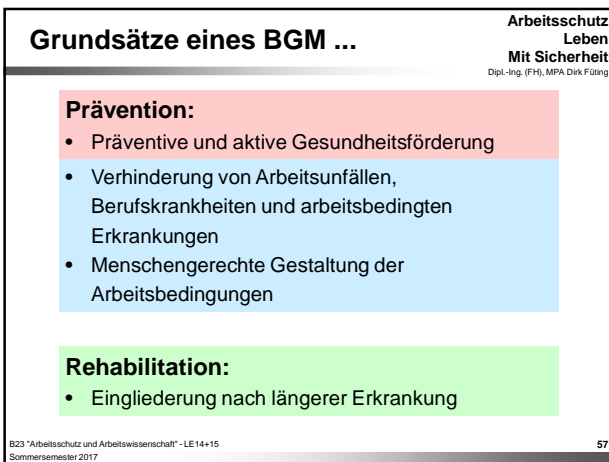 Grundsätze eines BGM ...
Arbeitsschutz
Leben
Mit Sicherheit
Dipl.-Ing. (FH), MPA Dirk Füting
Prävention:
• Präventive und aktive Gesundheitsförderung
• Verhinderung von Arbeitsunfällen,
Berufskrankheiten und arbeitsbedingten
Erkrankungen
• Menschengerechte Gestaltung der
Arbeitsbedingungen
Rehabilitation:
• Eingliederung nach längerer Erkrankung
B23 "Arbeitsschutz und Arbeitswissenschaft" - LE14+15
Sommersemester 2017
57